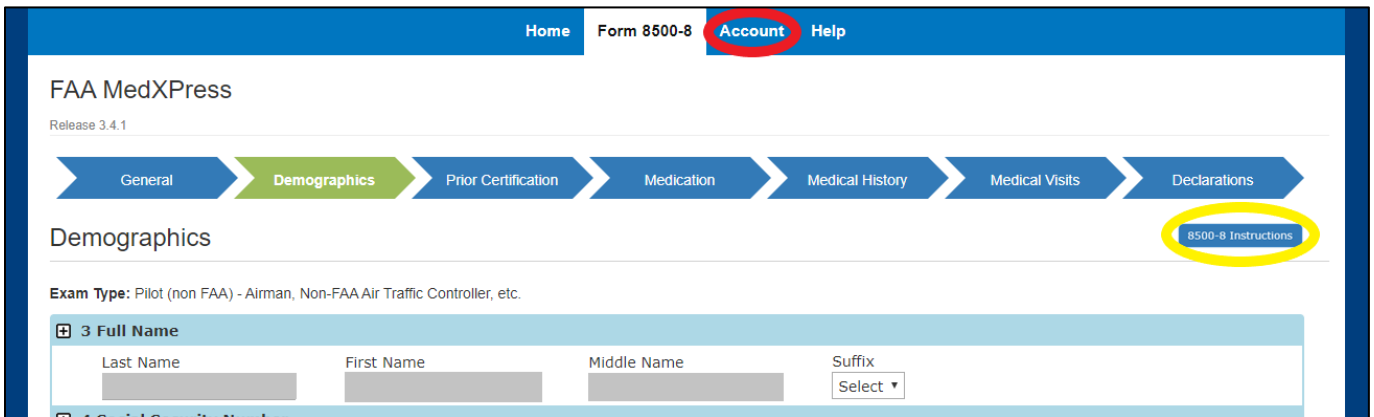 Home Form 8500-8 Account Help
FAA MedXPress
Release 3.4.1
General Demographics Prior Certification Medication Medical History Medical Visits Declarations
Demographics
8500-8 Instructions
Exam Type: Pilot (non FAA) - Airman, Non-FAA Air Traffic Controller, etc.
3 Full Name
Last Name First Name Middle Name Suffix
Select